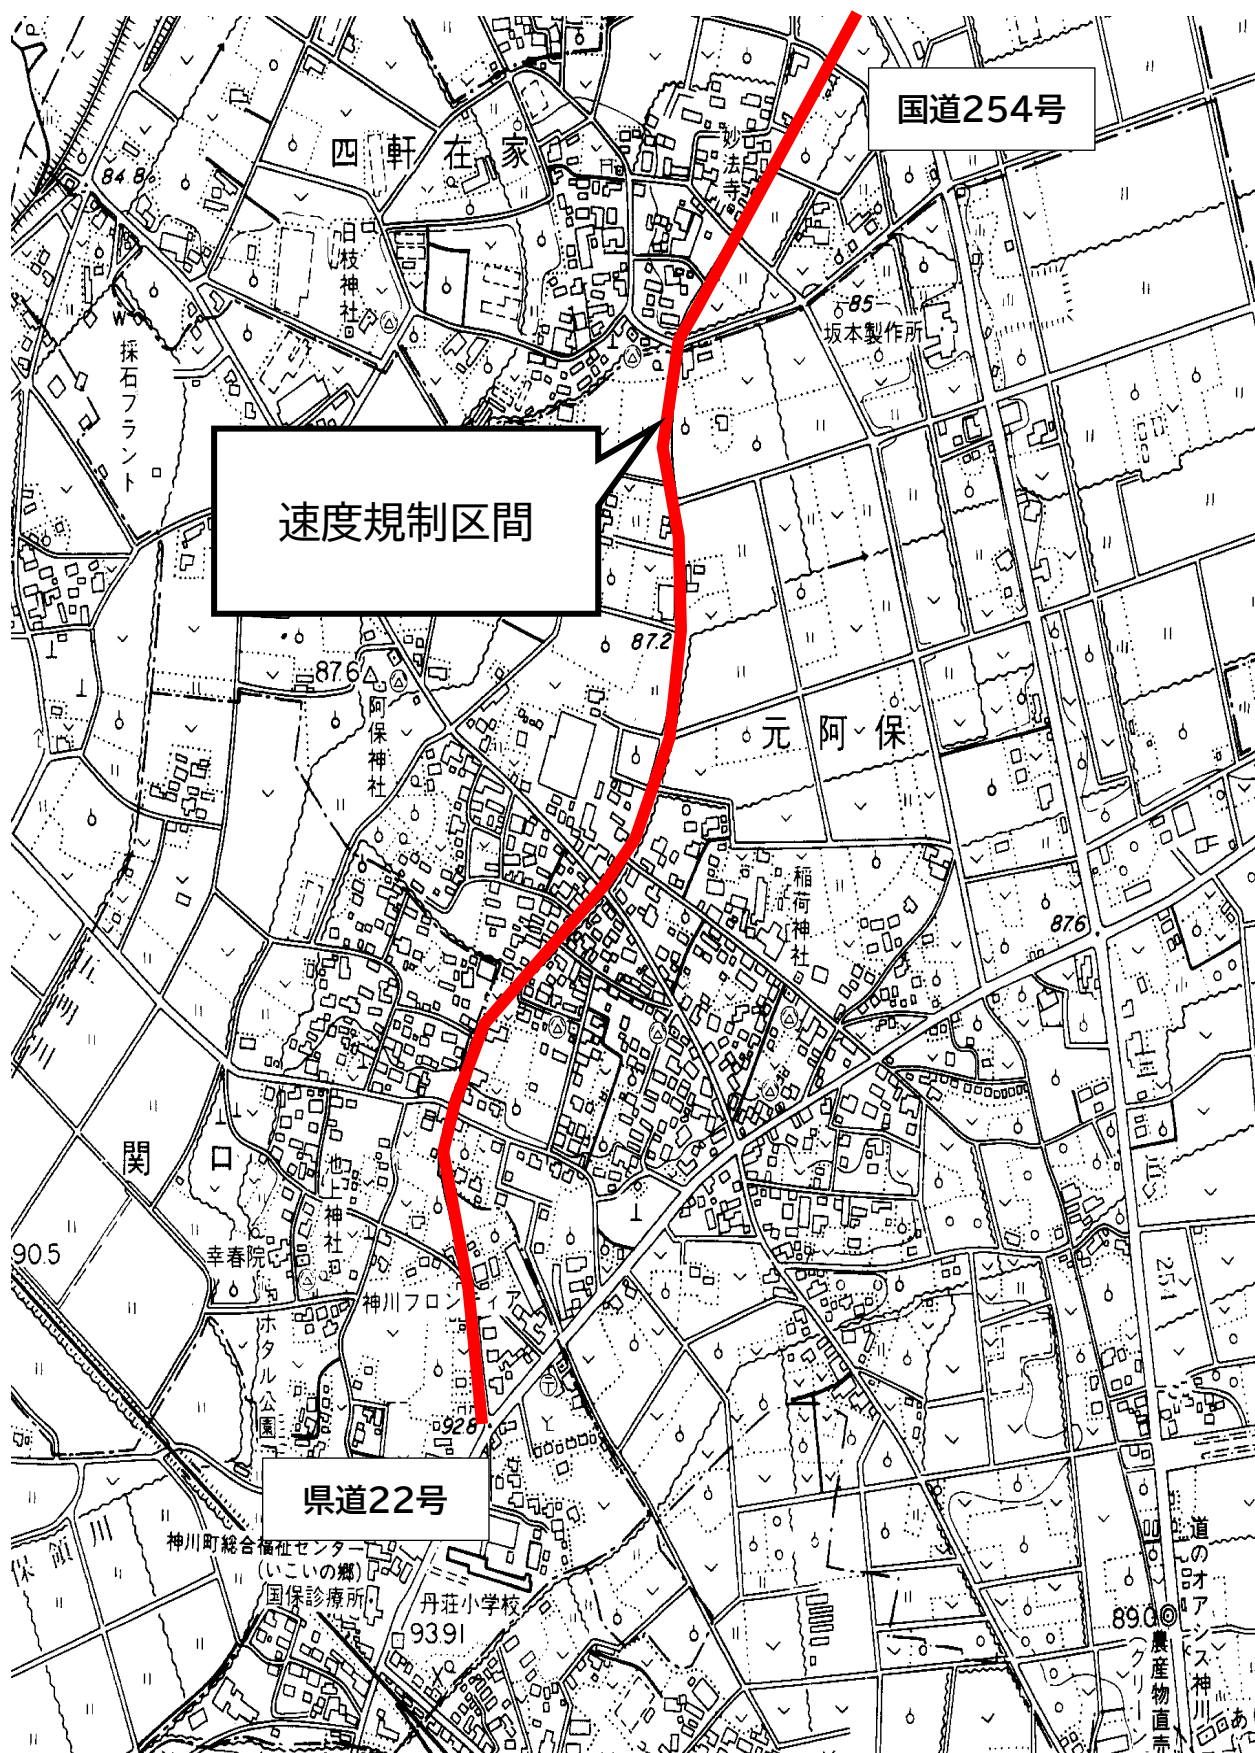 国道254号
四軒在家
妙法寺
84.8
日枝神社
85
坂本製作所
W
採石プラント
速度規制区間
87.2
87.6
阿保神社
元阿保
稲荷神社
87.6
関口
池上神社
90.5
幸春院
神川フロンティア
ホタル公園
254
92.8
県道22号
保領川
神川町総合福祉センター
(いこいの郷)
国保診療所
丹荘小学校
93.91
89.0
道のオアシス神川
農産物直売